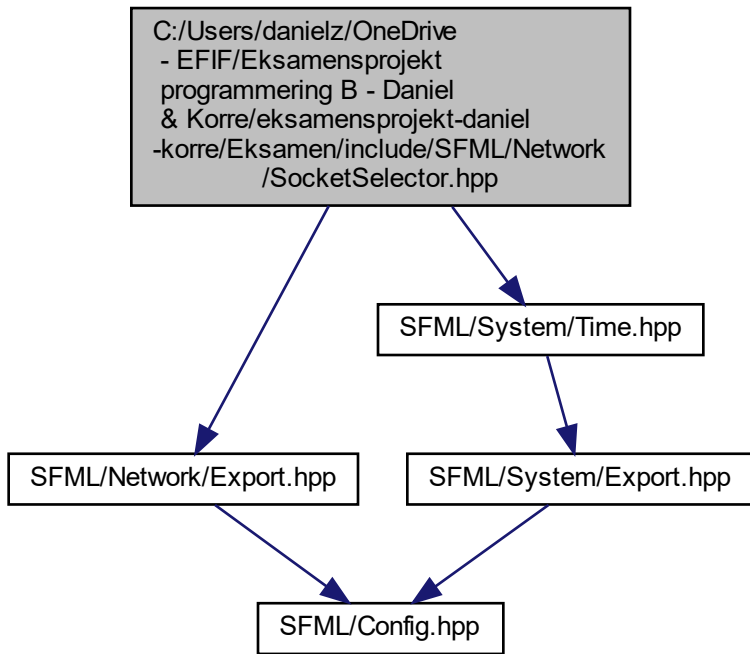 C:/Users/danielz/OneDrive
- EFIF/Eksamensprojekt
programmering B - Daniel
& Korre/eksamensprojekt-daniel
-korre/Eksamen/include/SFML/Network
/SocketSelector.hpp
SFML/System/Time.hpp
SFML/Network/Export.hpp
SFML/System/Export.hpp
SFML/Config.hpp